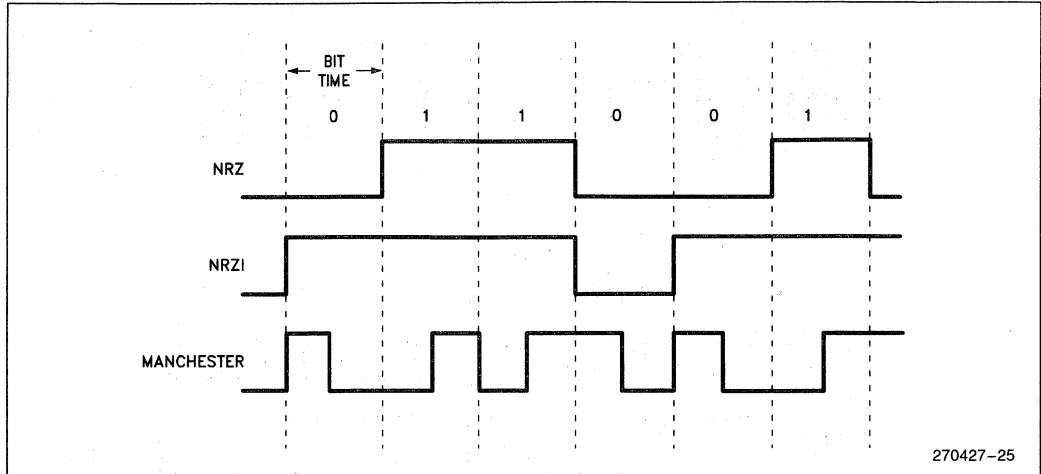 BIT
TIME
0 1 1 0 0 1
NRZ
NRZI
MANCHESTER
270427-25